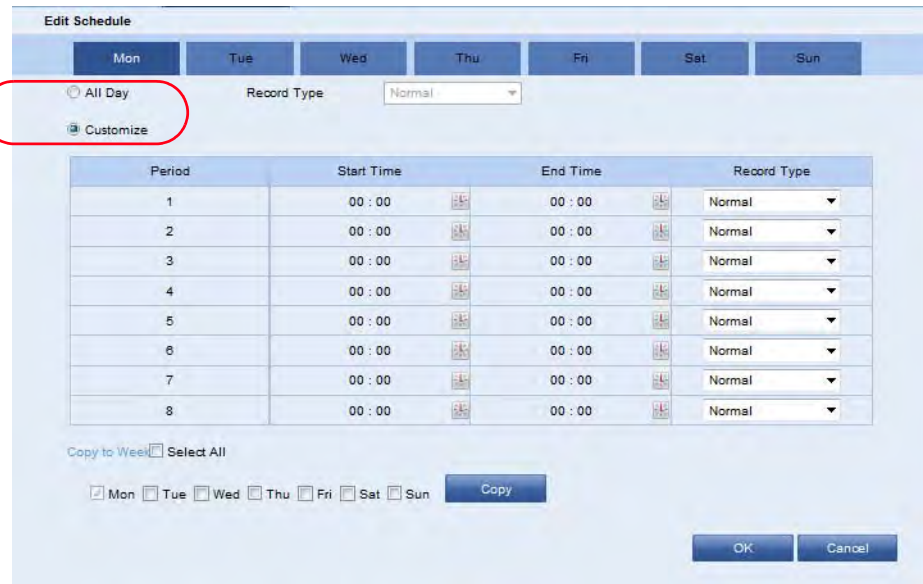 Edit Schedule
Mon Tue Wed Thu Fri Sat Sun
All Day Record Type Normal
Customize
Period Start Time End Time Record Type
1 00 : 00 00 : 00 Normal
2 00 : 00 00 : 00 Normal
3 00 : 00 00 : 00 Normal
4 00 : 00 00 : 00 Normal
5 00 : 00 00 : 00 Normal
6 00 : 00 00 : 00 Normal
7 00 : 00 00 : 00 Normal
8 00 : 00 00 : 00 Normal
Copy to Week Select All
Mon Tue Wed Thu Fri Sat Sun Copy
OK Cancel